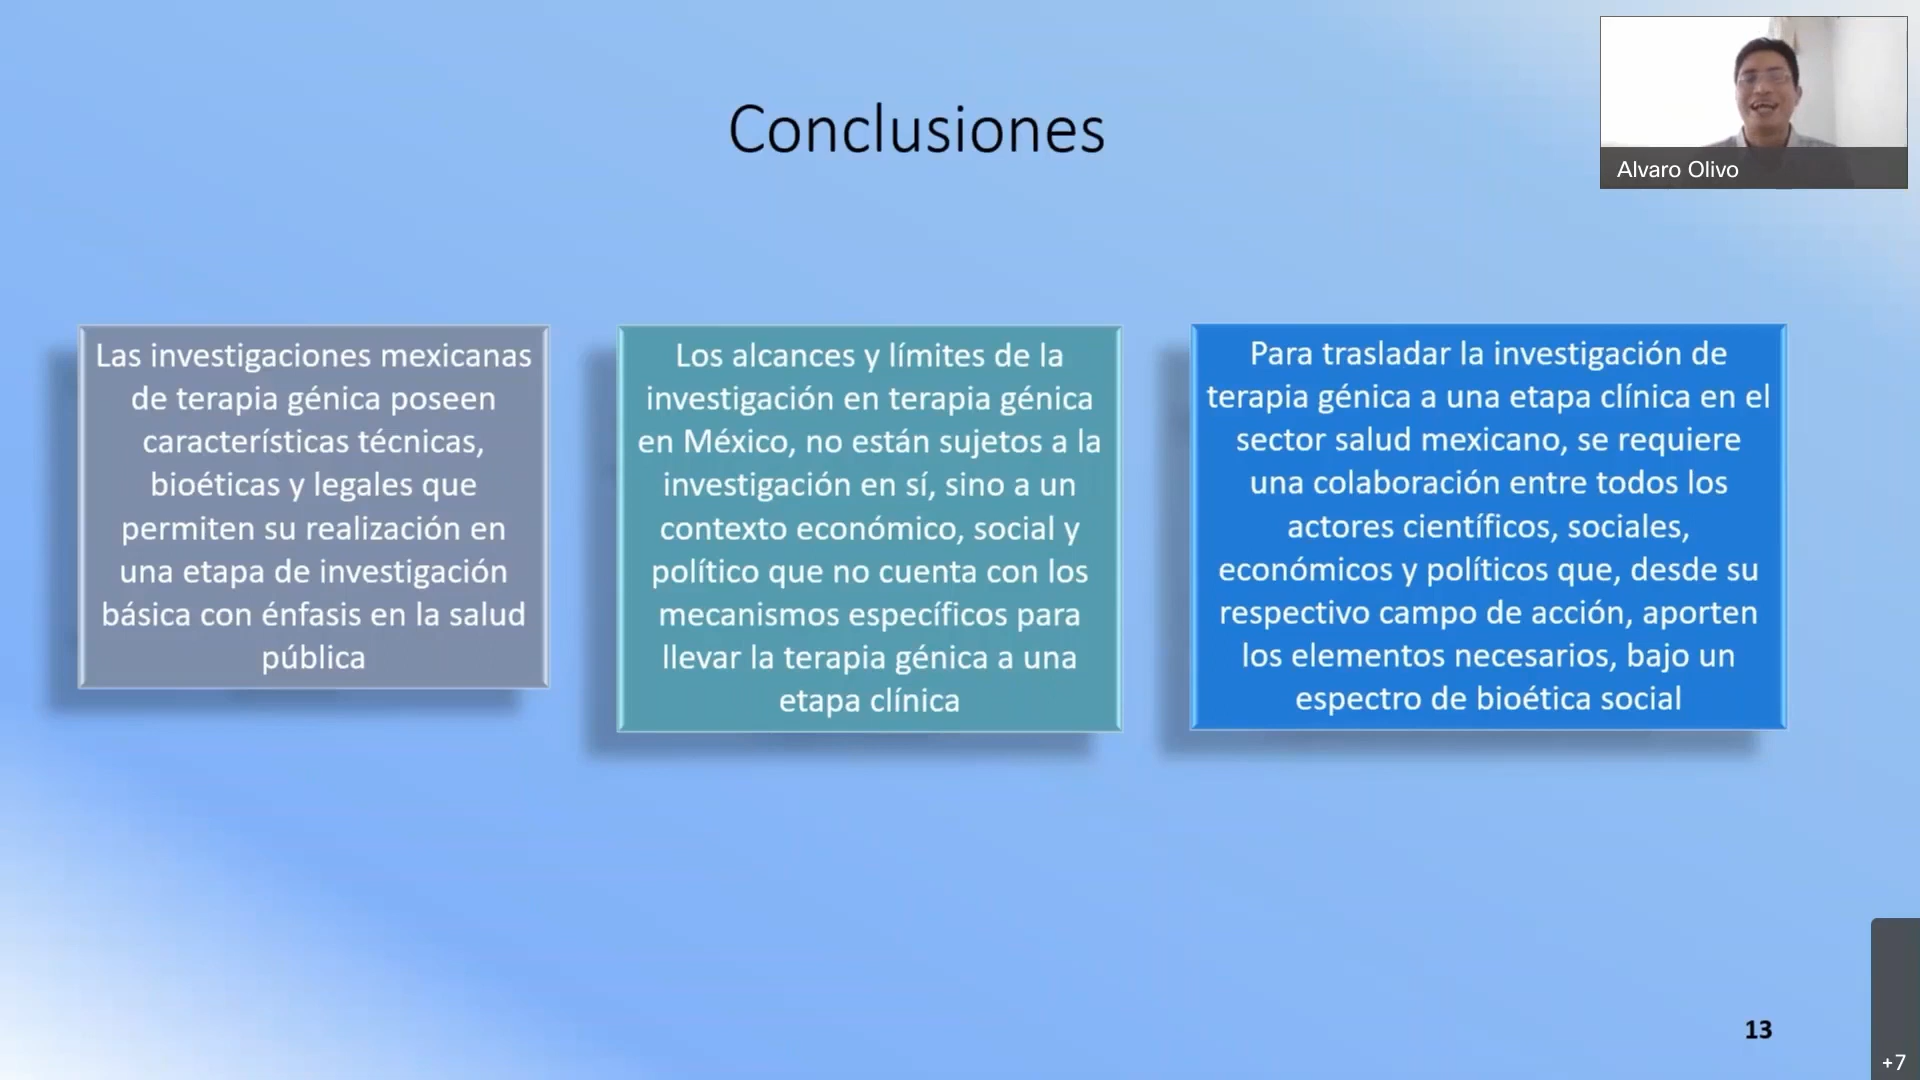 Conclusiones
Alvaro Olivo
Las investigaciones mexicanas
de terapia génica poseen
características técnicas,
bioéticas y legales que
permiten su realización en
una etapa de investigación
básica con énfasis en la salud
pública
Los alcances y límites de la
investigación en terapia génica
en México, no están sujetos a la
investigación en sí, sino a un
contexto económico, social y
político que no cuenta con los
mecanismos específicos para
llevar la terapia génica a una
etapa clínica
Para trasladar la investigación de
terapia génica a una etapa clínica en el
sector salud mexicano, se requiere
una colaboración entre todos los
actores científicos, sociales,
económicos y políticos que, desde su
respectivo campo de acción, aporten
los elementos necesarios, bajo un
espectro de bioética social
13
+7